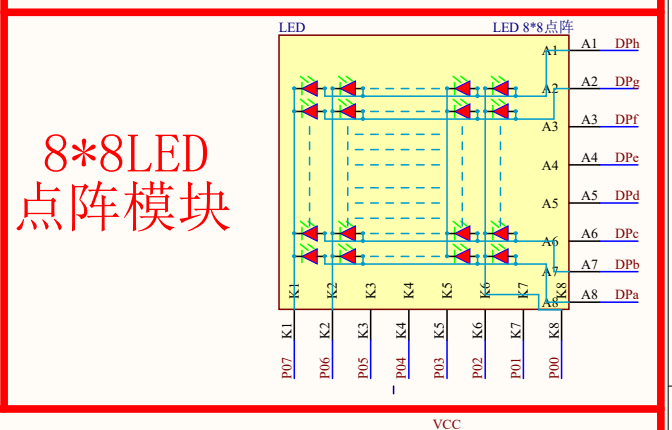 LED
LED 8*8点阵
8*8LED
点阵模块
A1 A1 DPh
A2 A2 DPg
A3 A3 DPf
A4 A4 DPe
A5 A5 DPd
A6 A6 DPc
A7 A7 DPb
A8 A8 DPa
K1 K2 K3 K4 K5 K6 K7 K8
K1 K2 K3 K4 K5 K6 K7 K8
P07 P06 P05 P04 P03 P02 P01 P00
VCC